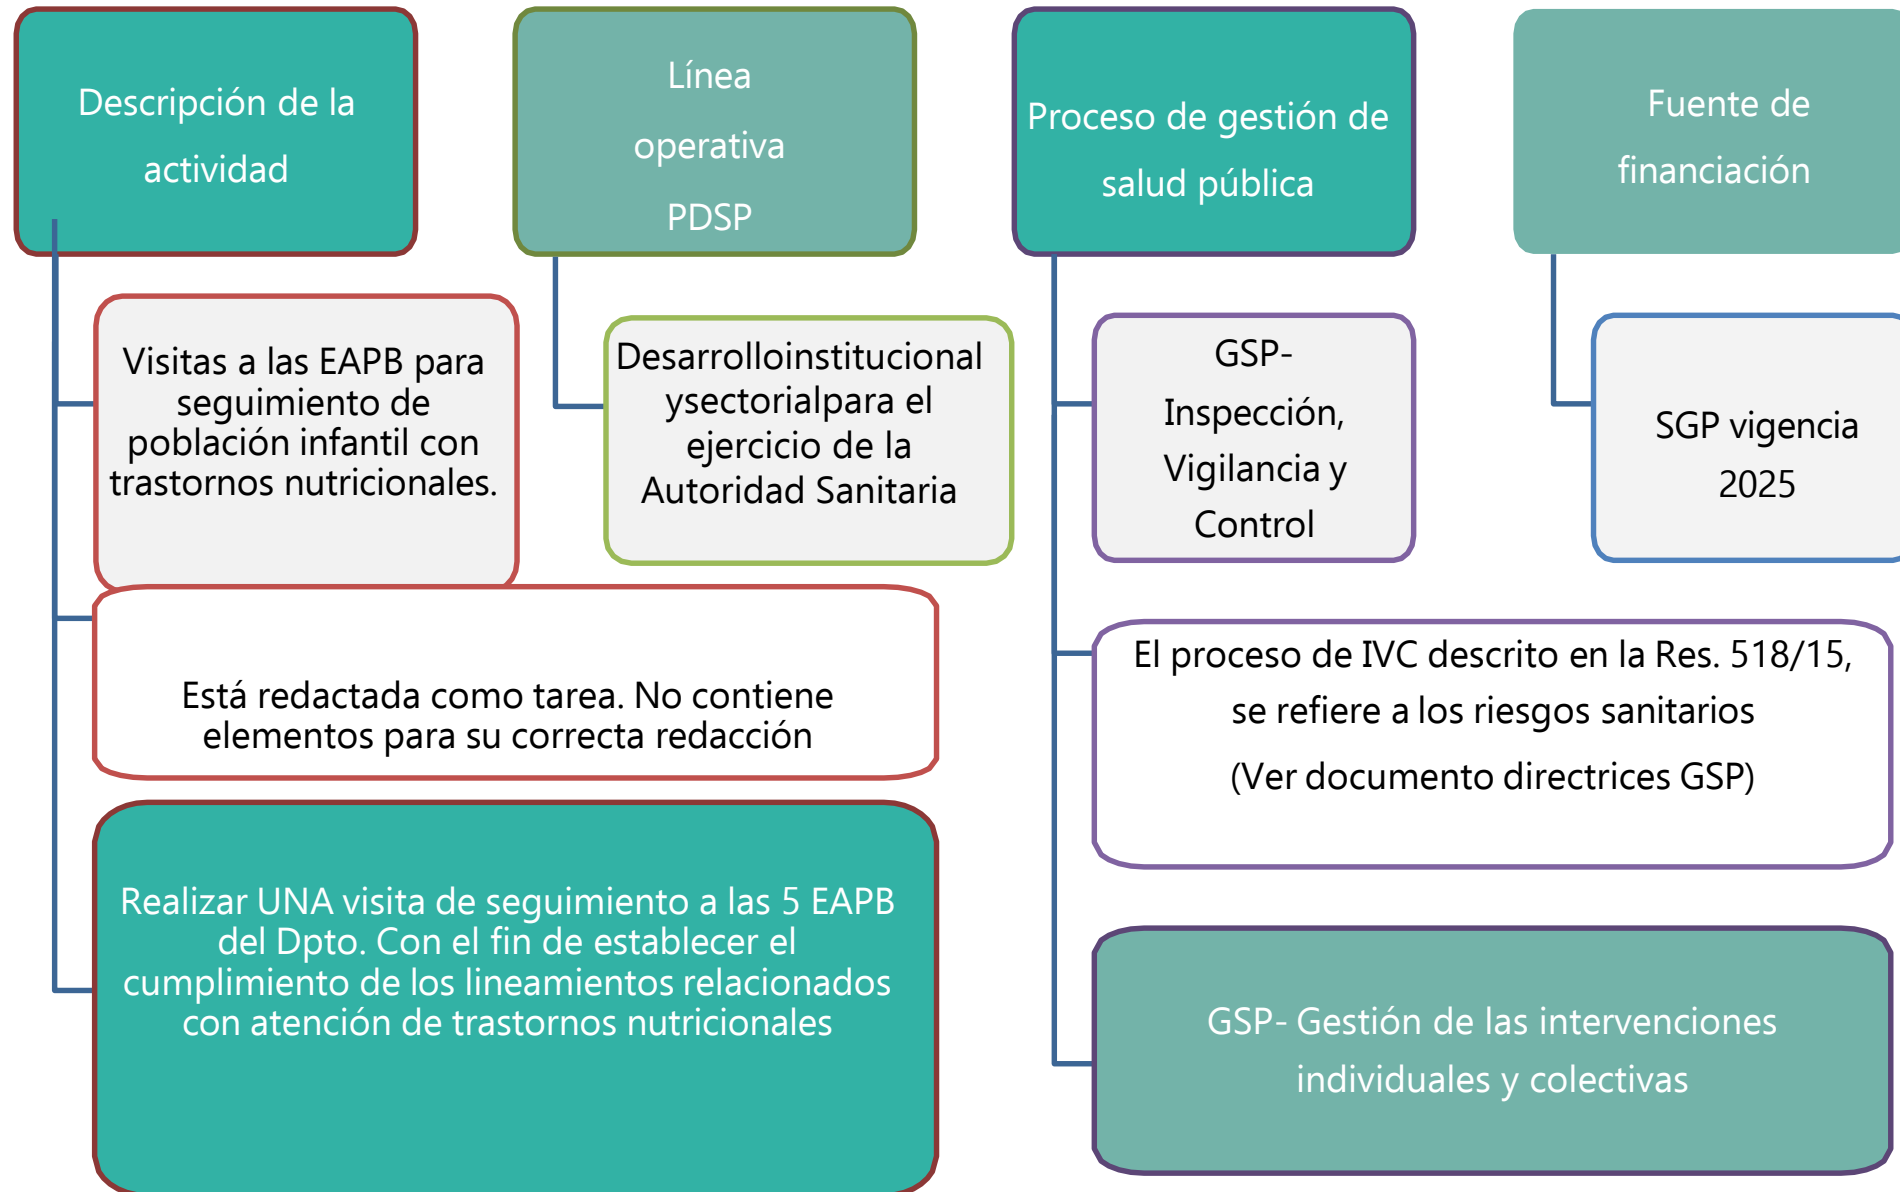 Descripción de la
actividad
Visitas a las EAPB para
seguimiento de
población infantil con
trastornos nutricionales.
Está redactada como tarea. No contiene
elementos para su correcta redacción
Realizar UNA visita de seguimiento a las 5 EAPB
del Dpto. Con el fin de establecer el
cumplimiento de los lineamientos relacionados
con atención de trastornos nutricionales
Línea
operativa
PDSP
Desarrolloinstitucional
ysectorialpara el
ejercicio de la
Autoridad Sanitaria
Proceso de gestión de
salud pública
GSP-
Inspección,
Vigilancia y
Control
El proceso de IVC descrito en la Res. 518/15,
se refiere a los riesgos sanitarios
(Ver documento directrices GSP)
GSP- Gestión de las intervenciones
individuales y colectivas
Fuente de
financiación
SGP vigencia
2025